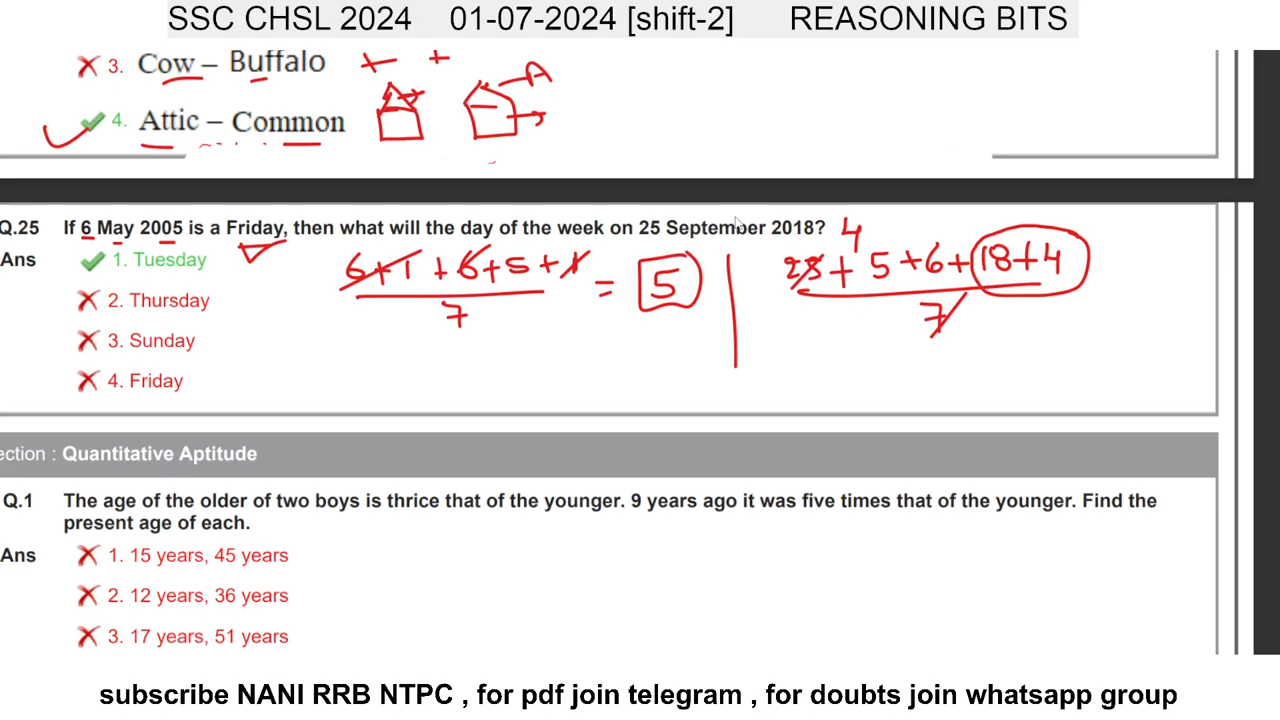 SSC CHSL 2024 01-07-2024 [shift-2] REASONING BITS
3. Cow – Buffalo + +
4. Attic – Common A
Q.25 If 6 May 2005 is a Friday, then what will the day of the week on 25 September 2018? 4
Ans 1. Tuesday 6+1+6+5+1 = 5 25+5+6+18+4
2. Thursday 7 7
3. Sunday
4. Friday
ection : Quantitative Aptitude
Q.1 The age of the older of two boys is thrice that of the younger. 9 years ago it was five times that of the younger. Find the
present age of each.
Ans 1. 15 years, 45 years
2. 12 years, 36 years
3. 17 years, 51 years
subscribe NANI RRB NTPC , for pdf join telegram , for doubts join whatsapp group